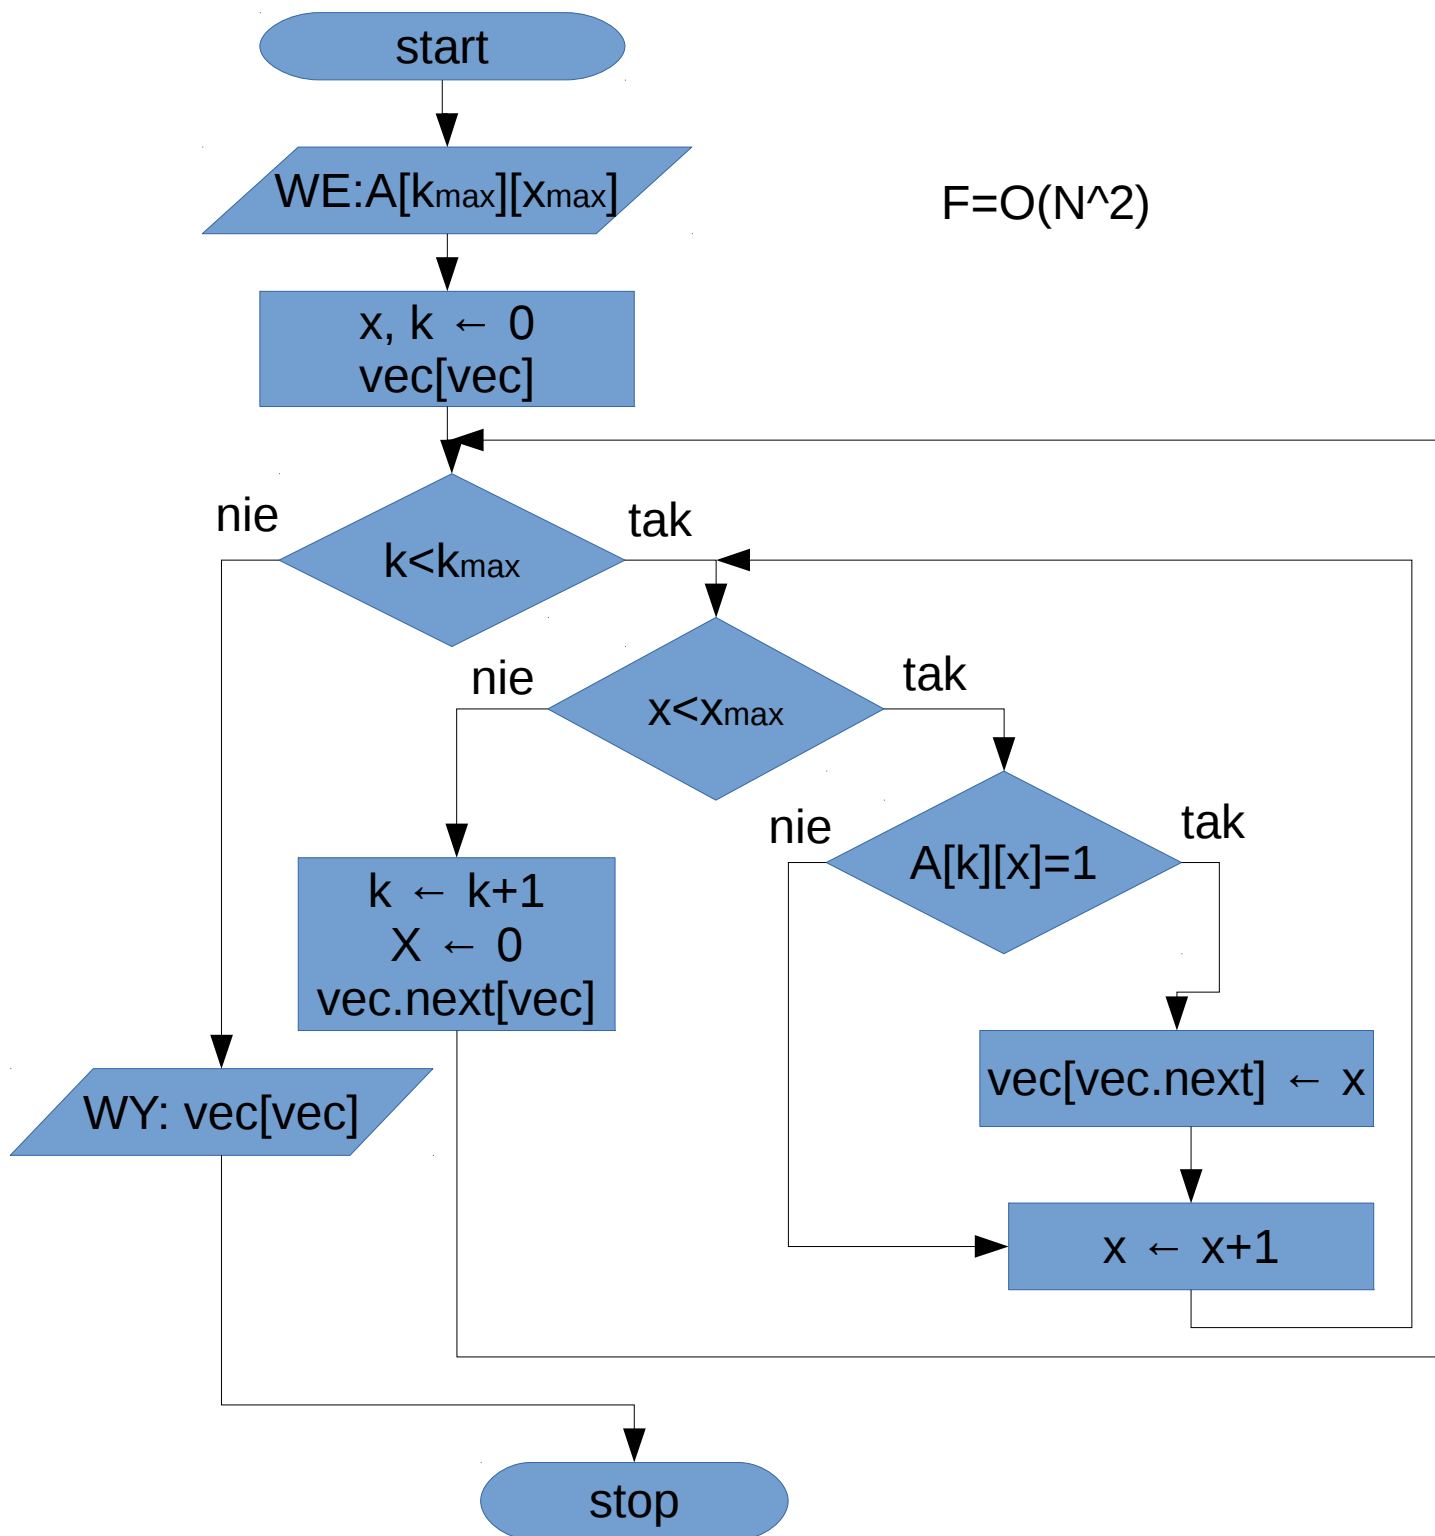 start
WE:A[kmax][xmax]
F=O(N^2)
x, k ← 0
vec[vec]
nie
tak
k<kmax
nie
tak
x<xmax
nie
tak
A[k][x]=1
k ← k+1
X ← 0
vec.next[vec]
vec[vec.next] ← x
WY: vec[vec]
x ← x+1
stop